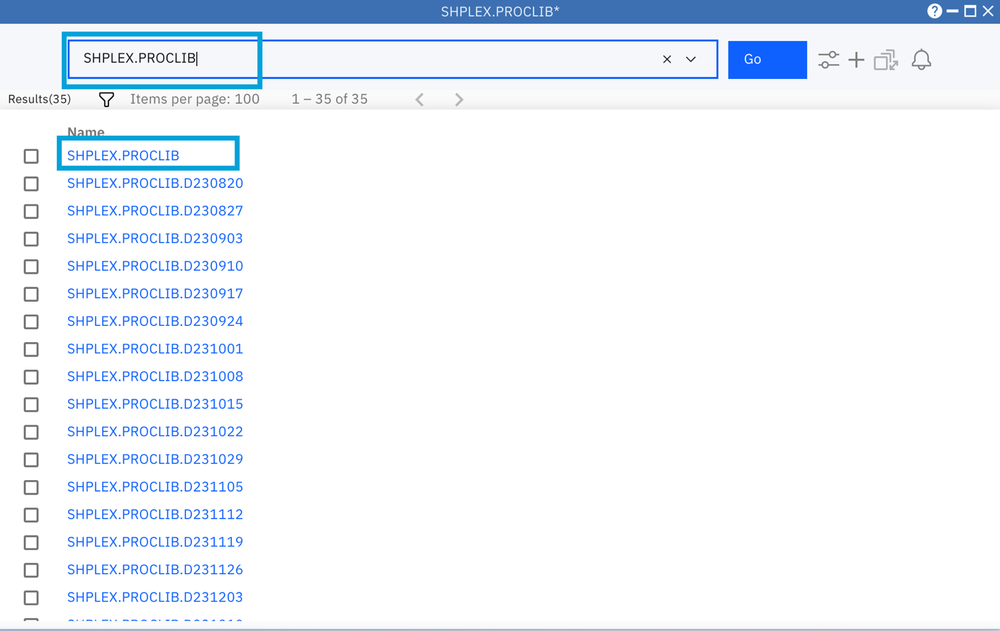 SHPLEX.PROCLIB*
SHPLEX.PROCLIB
Go
Results(35)
Items per page: 100
1 – 35 of 35
Name
SHPLEX.PROCLIB
SHPLEX.PROCLIB.D230820
SHPLEX.PROCLIB.D230827
SHPLEX.PROCLIB.D230903
SHPLEX.PROCLIB.D230910
SHPLEX.PROCLIB.D230917
SHPLEX.PROCLIB.D230924
SHPLEX.PROCLIB.D231001
SHPLEX.PROCLIB.D231008
SHPLEX.PROCLIB.D231015
SHPLEX.PROCLIB.D231022
SHPLEX.PROCLIB.D231029
SHPLEX.PROCLIB.D231105
SHPLEX.PROCLIB.D231112
SHPLEX.PROCLIB.D231119
SHPLEX.PROCLIB.D231126
SHPLEX.PROCLIB.D231203